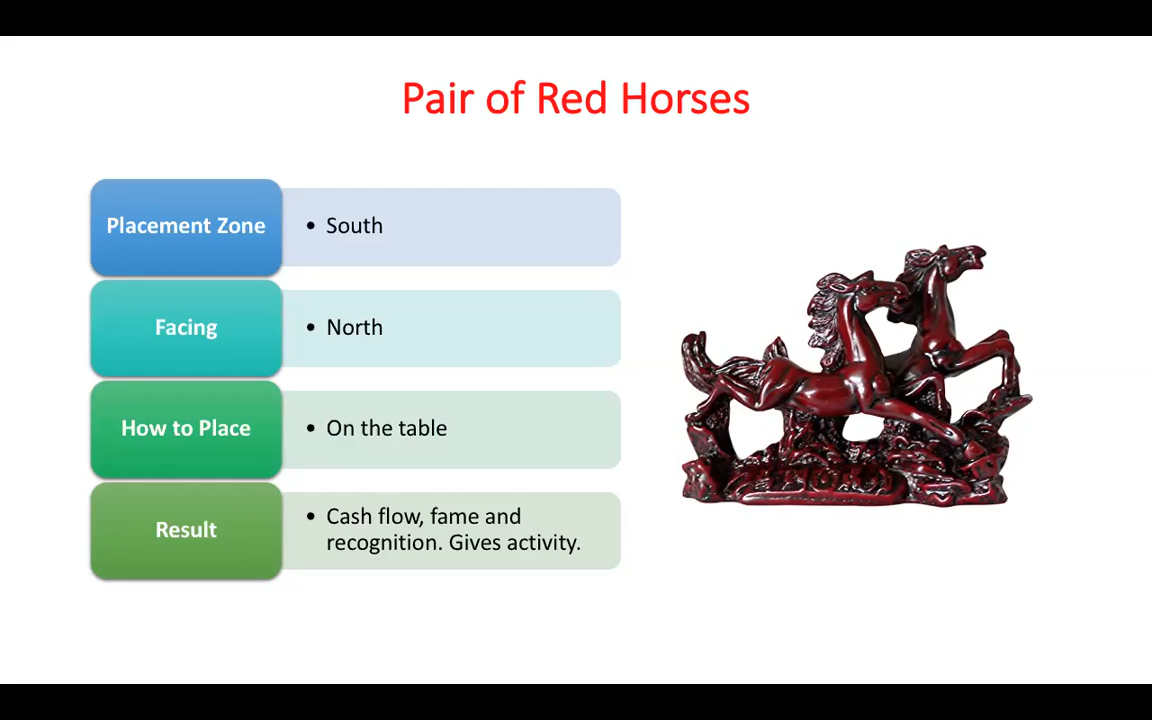 Pair of Red Horses
Placement Zone
• South
Facing
• North
How to Place
• On the table
Result
• Cash flow, fame and
recognition. Gives activity.